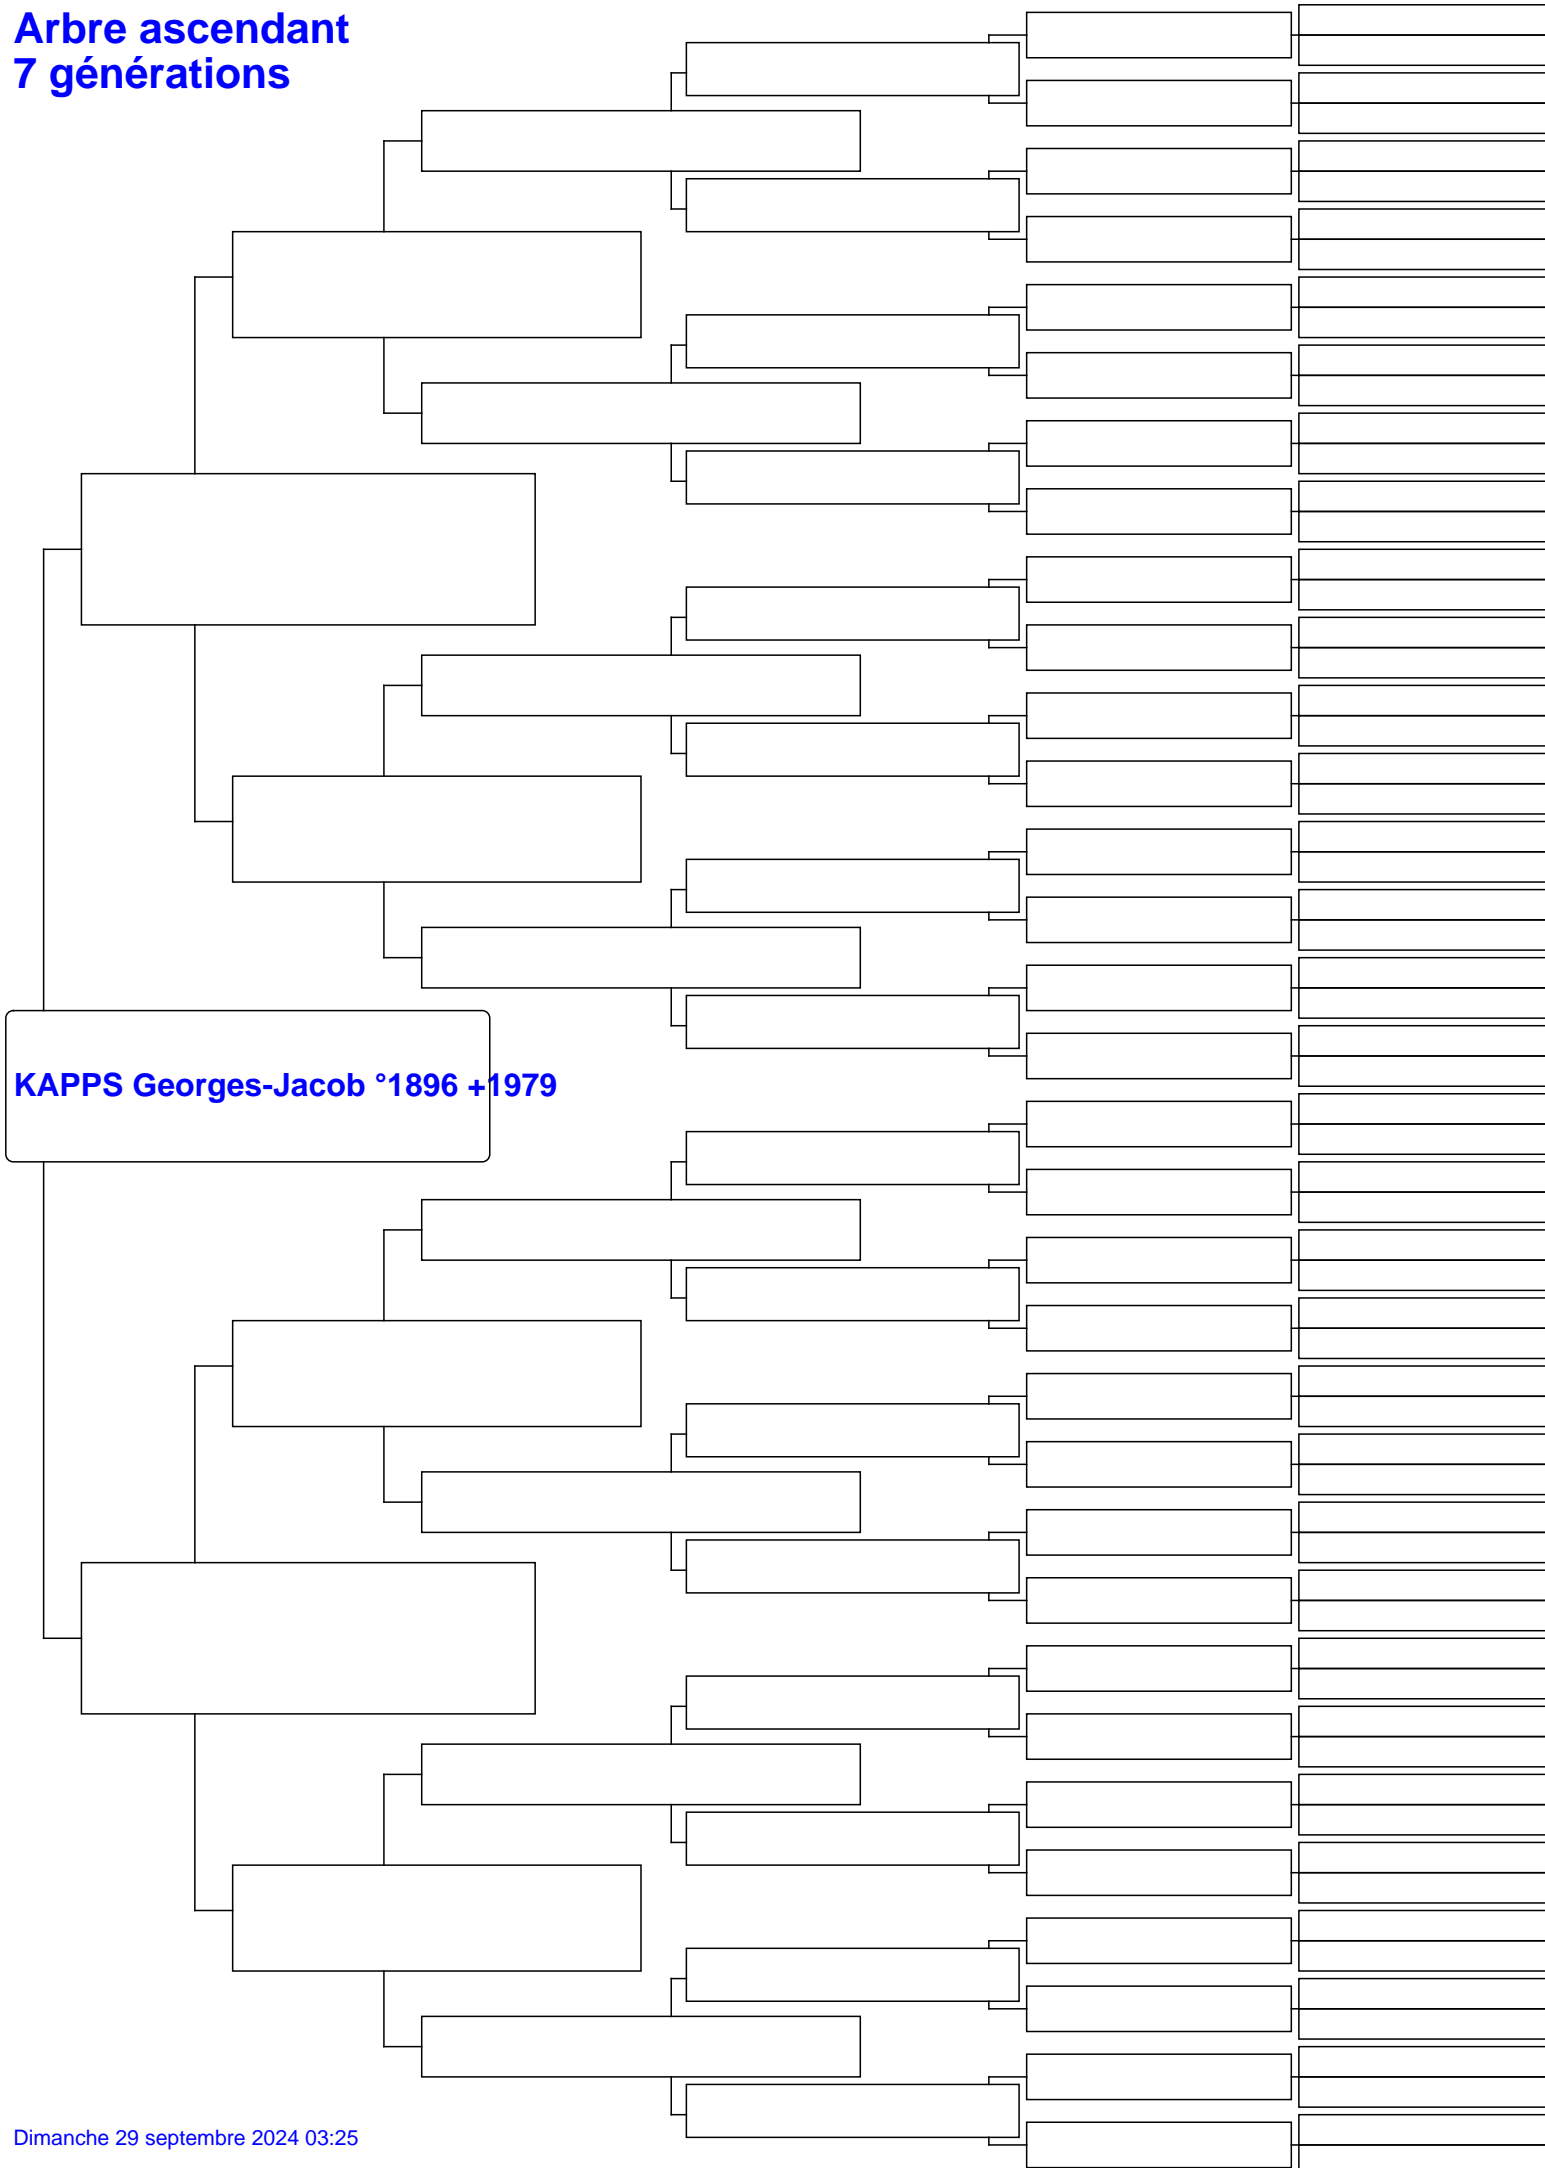 Arbre ascendant
7 générations
KAPPS Georges-Jacob °1896 +1979
Dimanche 29 septembre 2024 03:25